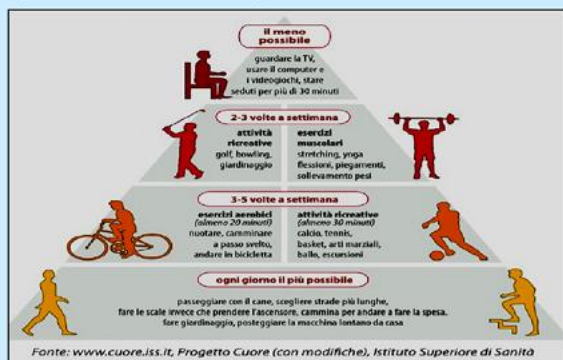 il meno
possibile
guardare la TV,
usare il computer e
i videogiochi, stare
seduti per più di 30 minuti
2-3 volte a settimana
attività
ricreative
golf, bowling,
giardinaggio
esercizi
muscolari
stretching, yoga
flessioni, piegamenti,
sollevamento pesi
3-5 volte a settimana
esercizi aerobici
(almeno 20 minuti)
nuotare, camminare
a passo svelto,
andare in bicicletta
attività ricreative
(almeno 30 minuti)
calcio, tennis,
basket, arti marziali,
ballo, escursioni
ogni giorno il più possibile
passeggiare con il cane, scegliere strade più lunghe,
fare le scale invece che prendere l'ascensore, cammina per andare a fare la spesa,
fare giardinaggio, posteggiare la macchina lontano da casa
Fonte: www.cuore.iss.it, Progetto Cuore (con modifiche), Istituto Superiore di Sanità